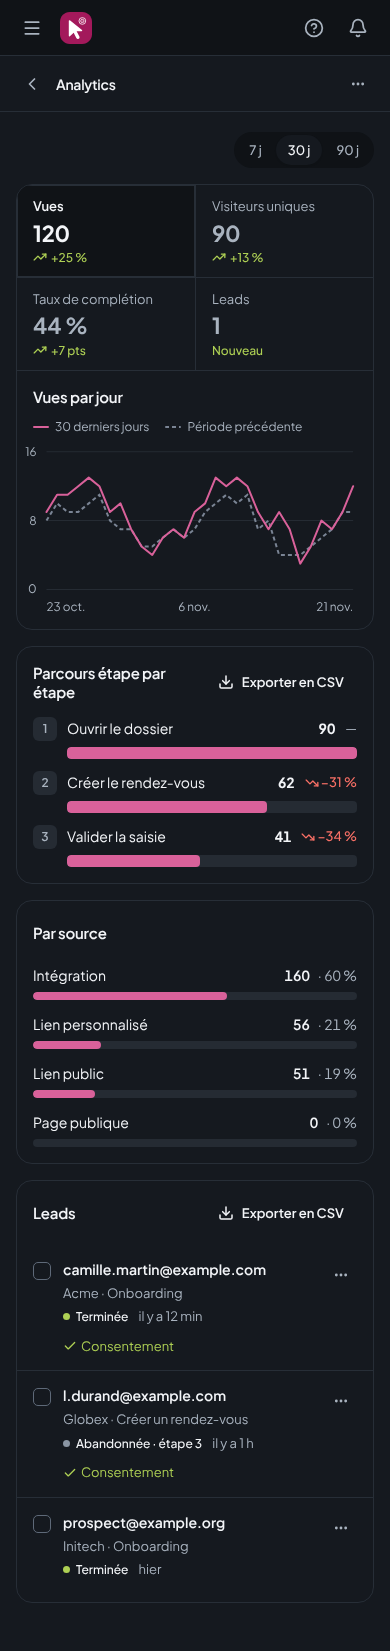 Analytics
7 j 30 j 90 j
Vues
120
+25 %
Visiteurs uniques
90
+13 %
Taux de complétion
44 %
+7 pts
Leads
1
Nouveau
Vues par jour
30 derniers jours Période précédente
16
8
0
23 oct. 6 nov. 21 nov.
Parcours étape par
étape
Exporter en CSV
1 Ouvrir le dossier 90 —
2 Créer le rendez-vous 62 −31 %
3 Valider la saisie 41 −34 %
Par source
Intégration 160 · 60 %
Lien personnalisé 56 · 21 %
Lien public 51 · 19 %
Page publique 0 · 0 %
Leads Exporter en CSV
camille.martin@example.com
Acme · Onboarding
Terminée il y a 12 min
Consentement
l.durand@example.com
Globex · Créer un rendez-vous
Abandonnée · étape 3 il y a 1 h
Consentement
prospect@example.org
Initech · Onboarding
Terminée hier